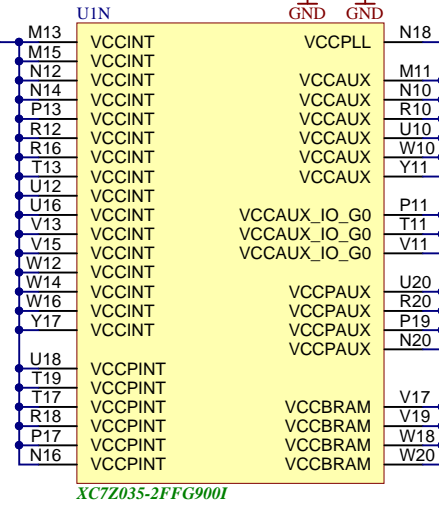 U1N GND GND
M13 VCCINT VCCPLL N18
M15 VCCINT
N12 VCCINT VCCAUX M11
N14 VCCINT VCCAUX N10
P13 VCCINT VCCAUX R10
R12 VCCINT VCCAUX U10
R16 VCCINT VCCAUX W10
T13 VCCINT VCCAUX Y11
U12 VCCINT
U16 VCCINT VCCAUX_IO_G0 P11
V13 VCCINT VCCAUX_IO_G0 T11
V15 VCCINT VCCAUX_IO_G0 V11
W12 VCCINT
W14 VCCINT VCCPAUX U20
W16 VCCINT VCCPAUX R20
Y17 VCCINT VCCPAUX P19
VCCPAUX N20
U18 VCCPINT
T19 VCCPINT
T17 VCCPINT VCCBRAM V17
R18 VCCPINT VCCBRAM V19
P17 VCCPINT VCCBRAM W18
N16 VCCPINT VCCBRAM W20
XC7Z035-2FFG900I